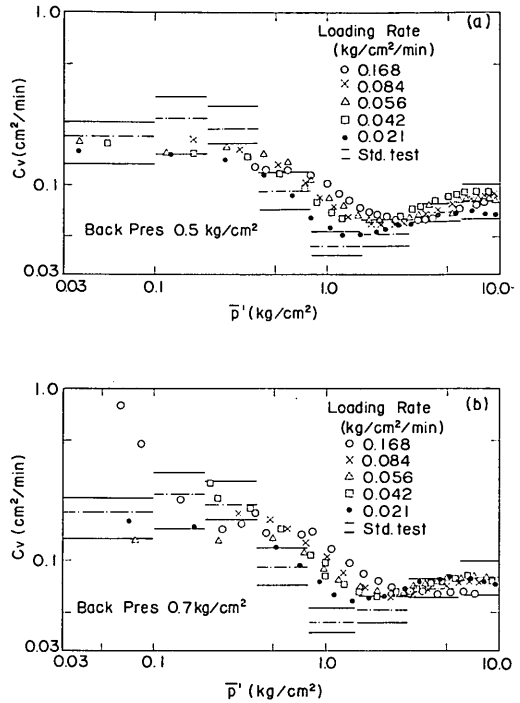 (a)
Loading Rate
(kg/cm²/min)
○ 0.168
× 0.084
△ 0.056
□ 0.042
• 0.021
Std. test
1.0
0.1
0.03
Cv (cm²/min)
Back Pres 0.5 kg/cm²
0.03
0.1
1.0
10.0
p̄' (kg/cm²)
(b)
Loading Rate
(kg/cm²/min)
○ 0.168
× 0.084
△ 0.056
□ 0.042
• 0.021
Std. test
1.0
0.1
0.03
Cv (cm²/min)
Back Pres 0.7kg/cm²
0.03
0.1
1.0
10.0
p̄' (kg/cm²)